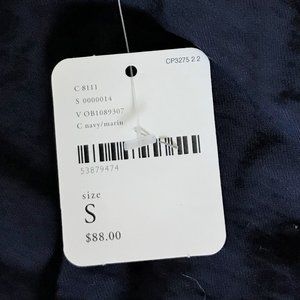 CP3275 2 2
C 8111
S 0000014
V OB1089307
C navy/marin
53879474
size
S
$88.00